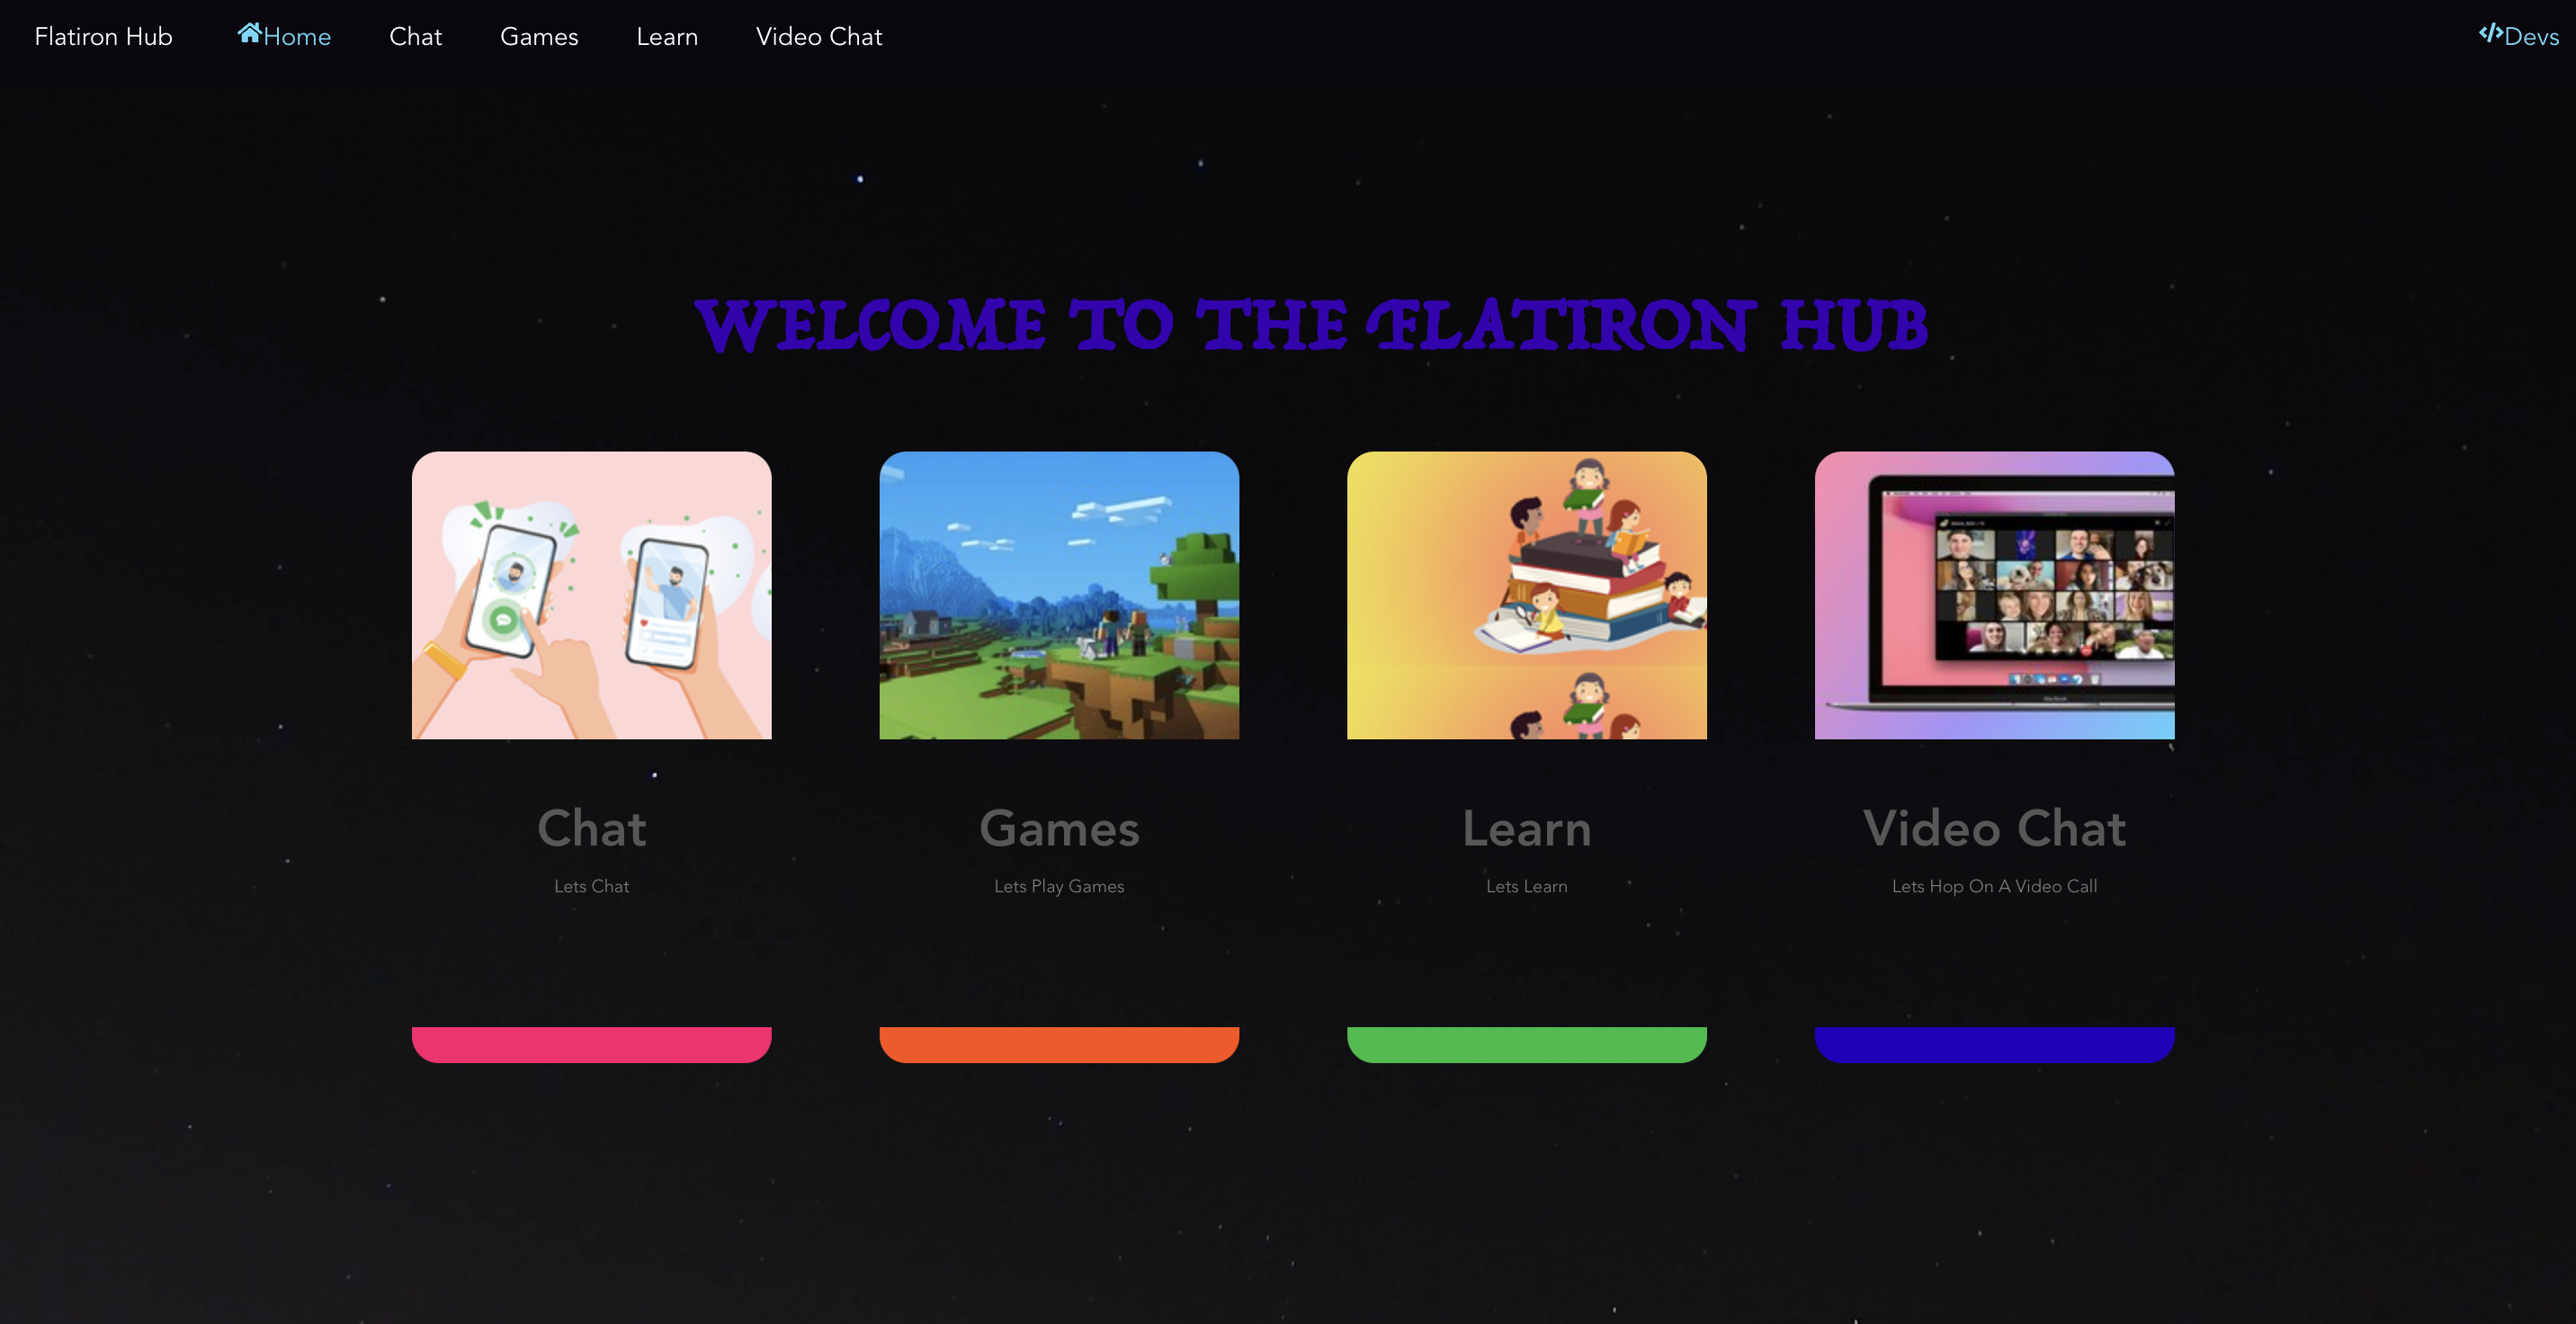 Flatiron Hub Home Chat Games Learn Video Chat Devs
WELCOME TO THE FLATIRON HUB
Chat Games Learn Video Chat
Lets Chat Lets Play Games Lets Learn Lets Hop On A Video Call